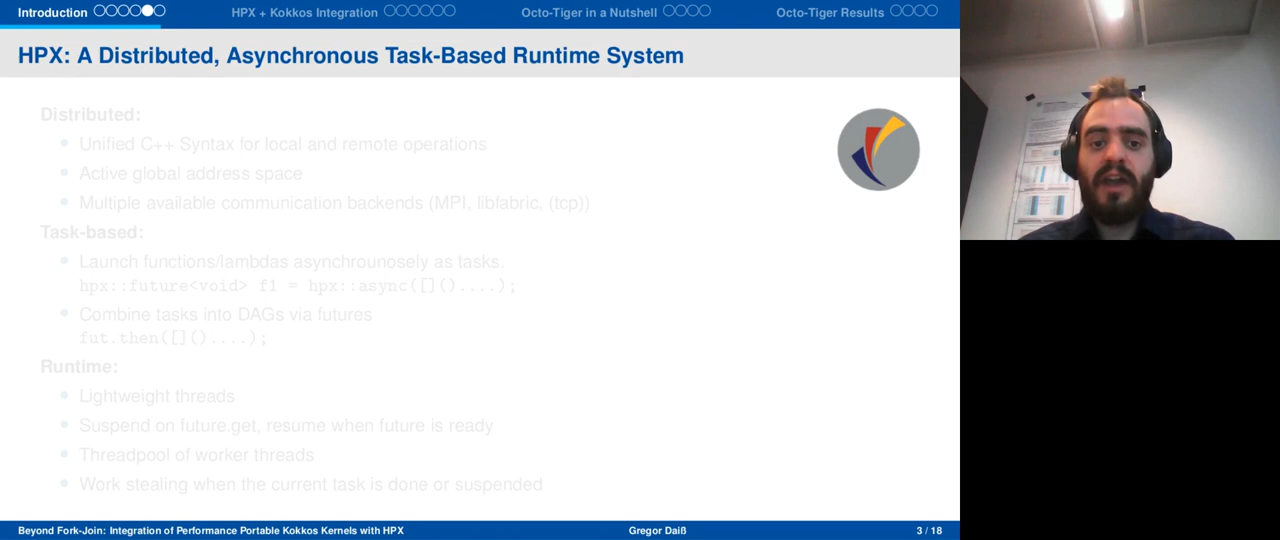 Introduction
HPX + Kokkos Integration
Octo-Tiger in a Nutshell
Octo-Tiger Results
HPX: A Distributed, Asynchronous Task-Based Runtime System
Distributed:
Unified C++ Syntax for local and remote operations
Active global address space
Multiple available communication backends (MPI, libfabric, (tcp))
Task-based:
Launch functions/lambdas asynchrounosely as tasks.
hpx::future<void> f1 = hpx::async([]()....);
Combine tasks into DAGs via futures
fut.then([]()....);
Runtime:
Lightweight threads
Suspend on future.get, resume when future is ready
Threadpool of worker threads
Work stealing when the current task is done or suspended
Beyond Fork-Join: Integration of Performance Portable Kokkos Kernels with HPX
Gregor Daiß
3 / 18